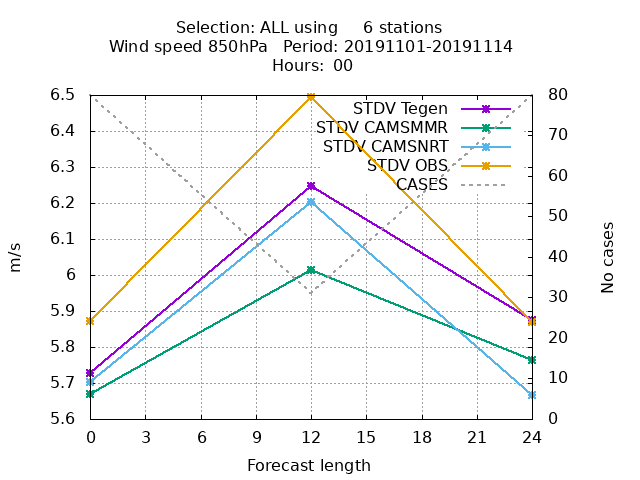 Selection: ALL using     6 stations
Wind speed 850hPa   Period: 20191101-20191114
Hours:  00
6.5
6.4
6.3
6.2
6.1
6
5.9
5.8
5.7
5.6
m/s
STDV Tegen
STDV CAMSMMR
STDV CAMSNRT
STDV OBS
CASES
80
70
60
50
40
30
20
10
0
No cases
0 3 6 9 12 15 18 21 24
Forecast length